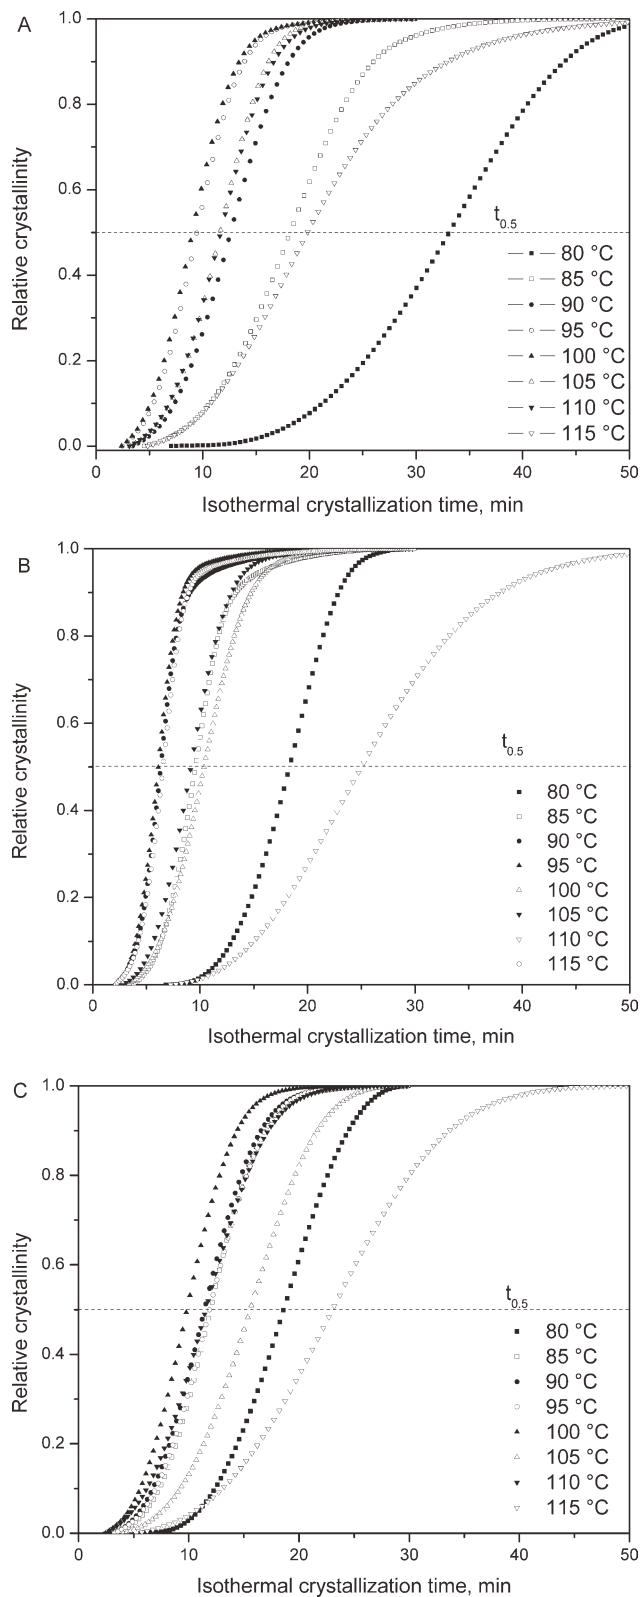 A
1.0
0.8
0.6
0.4
0.2
0.0
Relative crystallinity
t0.5
80 °C
85 °C
90 °C
95 °C
100 °C
105 °C
110 °C
115 °C
0 10 20 30 40 50
Isothermal crystallization time, min
B
1.0
0.8
0.6
0.4
0.2
0.0
Relative crystallinity
t0.5
80 °C
85 °C
90 °C
95 °C
100 °C
105 °C
110 °C
115 °C
0 10 20 30 40 50
Isothermal crystallization time, min
C
1.0
0.8
0.6
0.4
0.2
0.0
Relative crystallinity
t0.5
80 °C
85 °C
90 °C
95 °C
100 °C
105 °C
110 °C
115 °C
0 10 20 30 40 50
Isothermal crystallization time, min